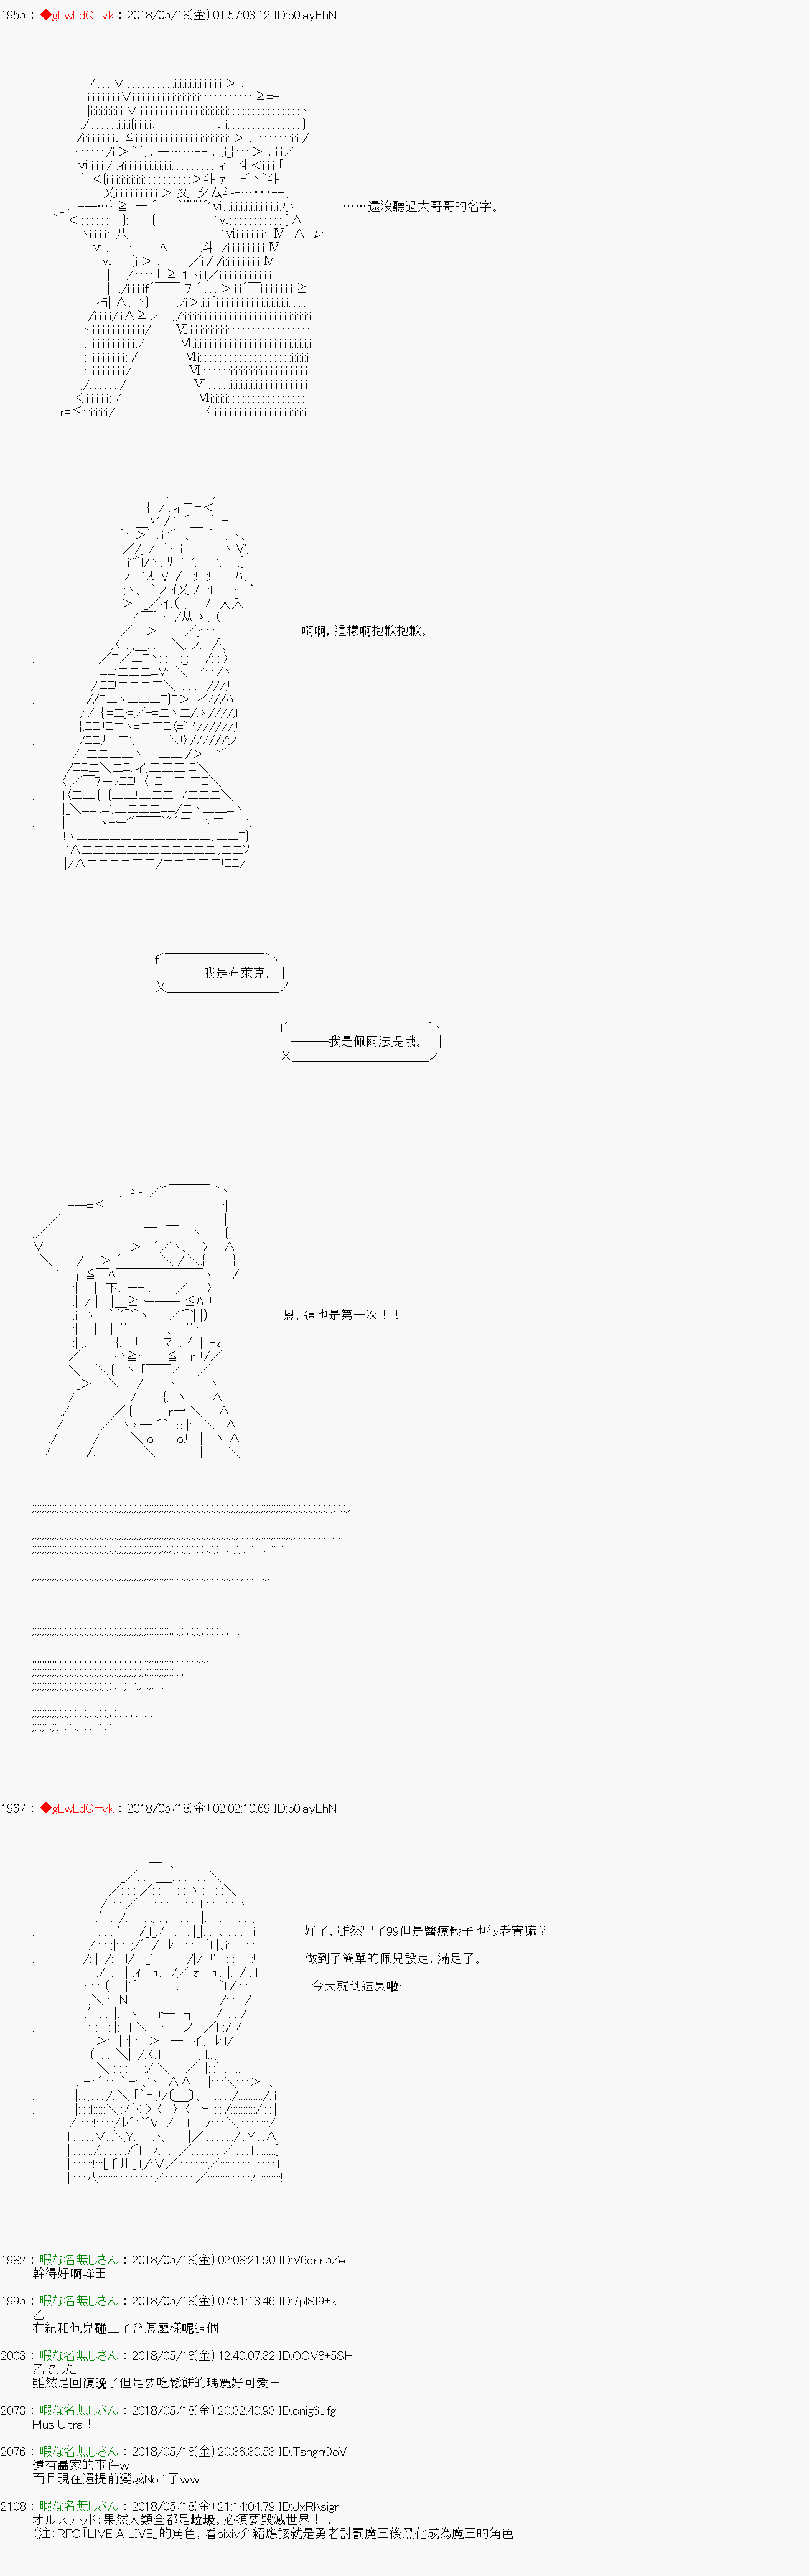 1955 : ◆gLwLdQffvk : 2018/05/18(金) 01:57:03.12 ID:p0jayEhN
……還沒聽過大哥哥的名字。
啊啊, 這樣啊抱歉抱歉。
───我是布萊克。
───我是佩爾法提哦。
恩, 這也是第一次！！
1967 : ◆gLwLdQffvk : 2018/05/18(金) 02:02:10.69 ID:p0jayEhN
好了, 雖然出了99但是醫療骰子也很老實嘛？
做到了簡單的佩兒設定, 滿足了。
今天就到這裏啦ー
1982 : 暇な名無しさん : 2018/05/18(金) 02:08:21.90 ID:V6dnn5Ze
幹得好啊峰田
1995 : 暇な名無しさん : 2018/05/18(金) 07:51:13.46 ID:7plSI9+k
乙
有紀和佩兒碰上了會怎麽樣呢這個
2003 : 暇な名無しさん : 2018/05/18(金) 12:40:07.32 ID:OOV8+5SH
乙でした
雖然是回復晚了但是要吃鬆餅的瑪麗好可愛ー
2073 : 暇な名無しさん : 2018/05/18(金) 20:32:40.93 ID:cnig6Jfg
Plus Ultra！
2076 : 暇な名無しさん : 2018/05/18(金) 20:36:30.53 ID:TshghOoV
還有轟家的事件w
而且現在還提前變成No.1了ww
2108 : 暇な名無しさん : 2018/05/18(金) 21:14:04.79 ID:JxRKsigr
オルステッド：果然人類全都是垃圾。必須要毀滅世界！！
(注：RPG『LIVE A LIVE』的角色, 看pixiv介紹應該就是勇者討罰魔王後黑化成為魔王的角色